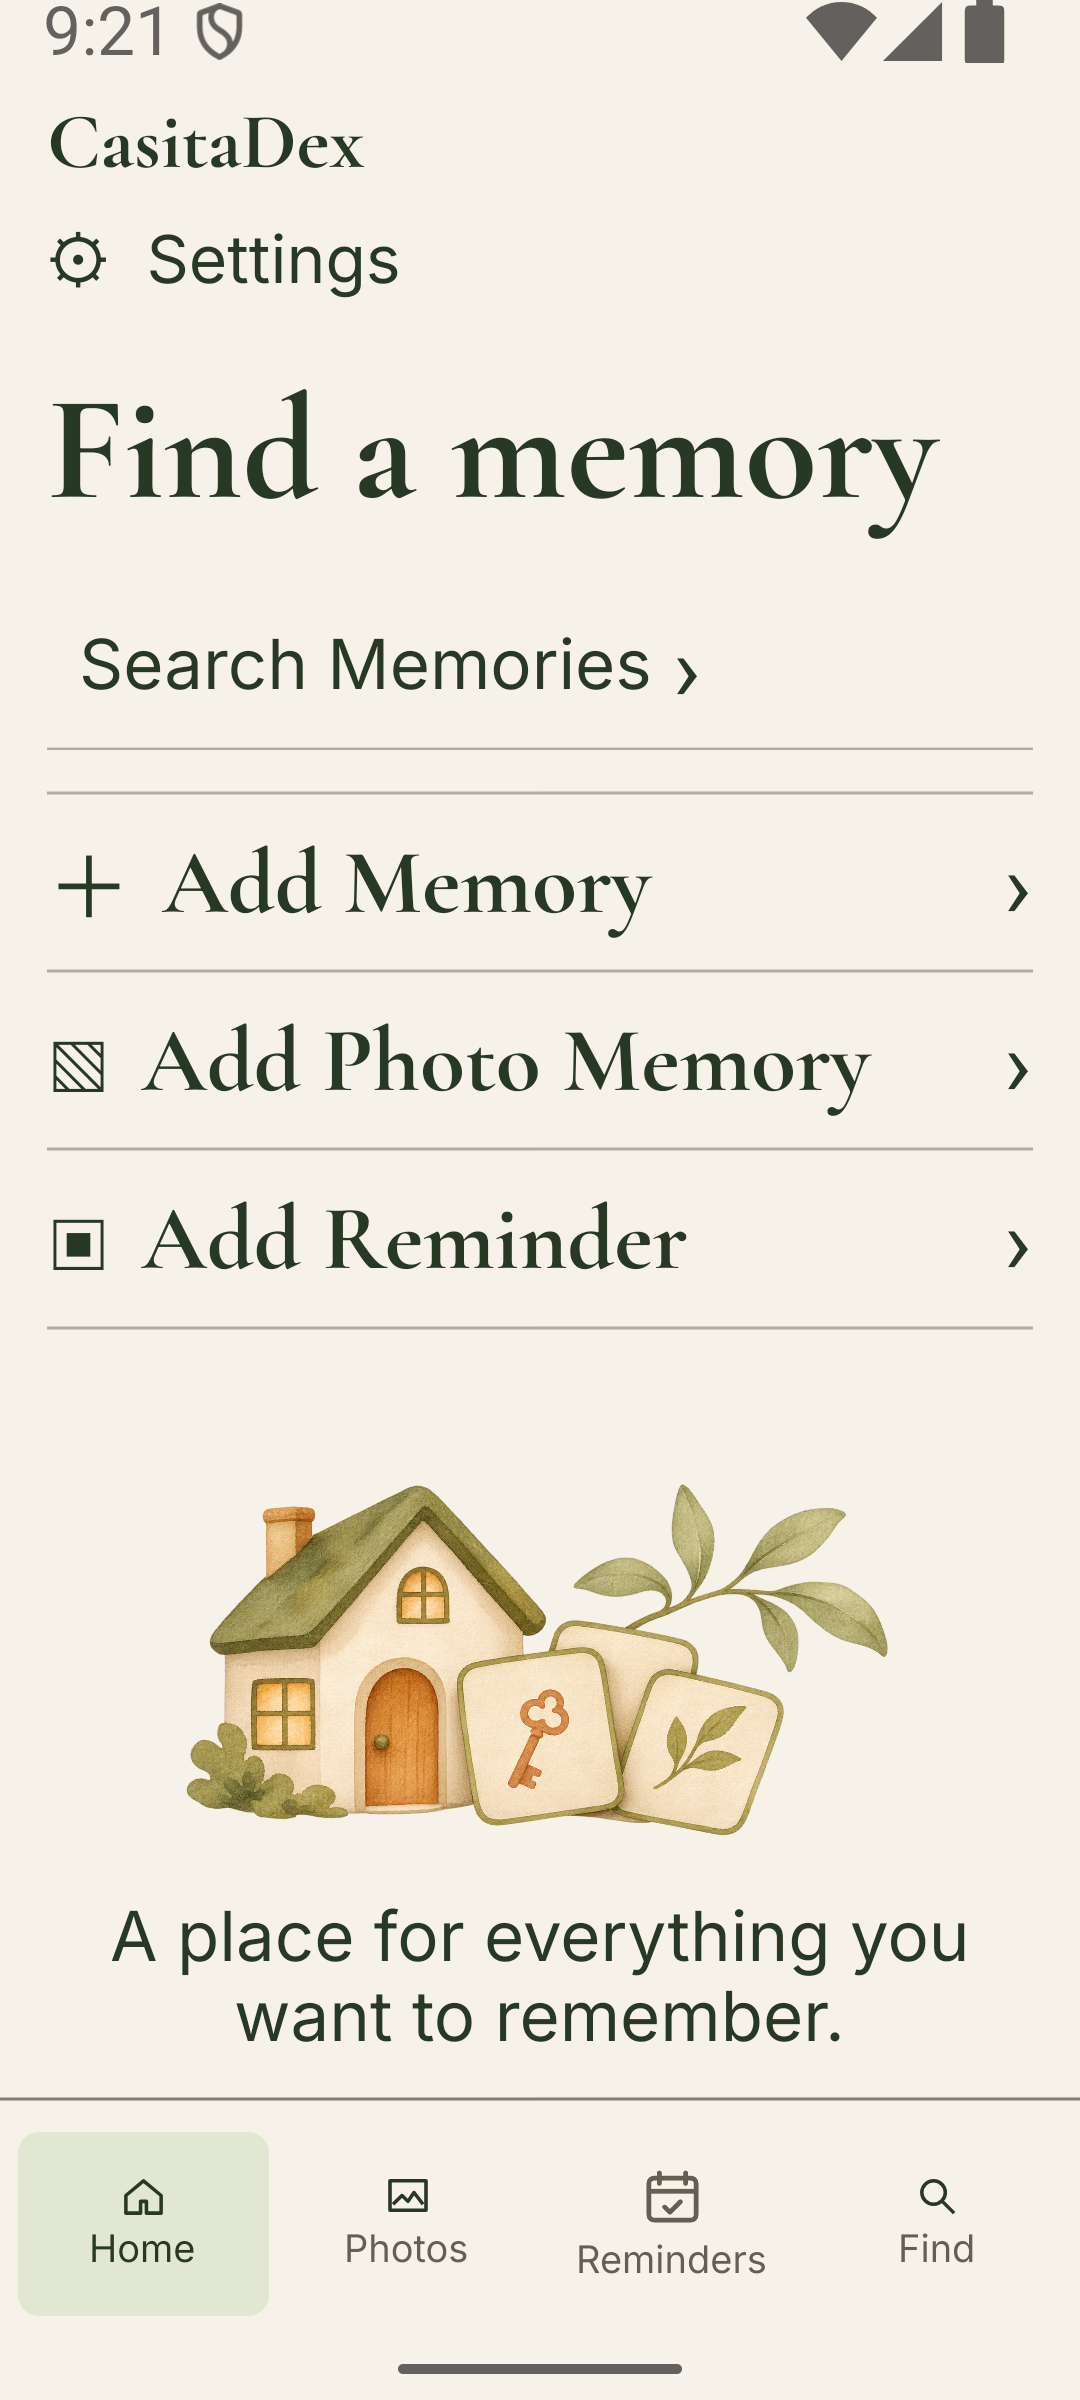 9:21
CasitaDex
Settings
Find a memory
Search Memories ›
+ Add Memory ›
Add Photo Memory ›
Add Reminder ›
A place for everything you
want to remember.
Home
Photos
Reminders
Find